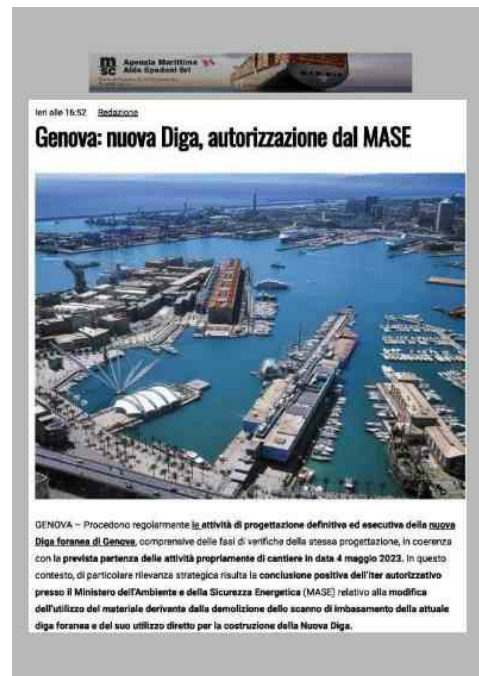 msc Agenzia Marittima
Aldo Spadoni Srl
Ieri alle 16:52 Redazione
Genova: nuova Diga, autorizzazione dal MASE
GENOVA – Procedono regolarmente le attività di progettazione definitiva ed esecutiva della nuova
Diga foranea di Genova, comprensive delle fasi di verifiche della stessa progettazione, in coerenza
con la prevista partenza delle attività propriamente di cantiere in data 4 maggio 2023. In questo
contesto, di particolare rilevanza strategica risulta la conclusione positiva dell'iter autorizzativo
presso il Ministero dell'Ambiente e della Sicurezza Energetica (MASE) relativo alla modifica
dell'utilizzo del materiale derivante dalla demolizione dello scanno di imbasamento della attuale
diga foranea e del suo utilizzo diretto per la costruzione della Nuova Diga.